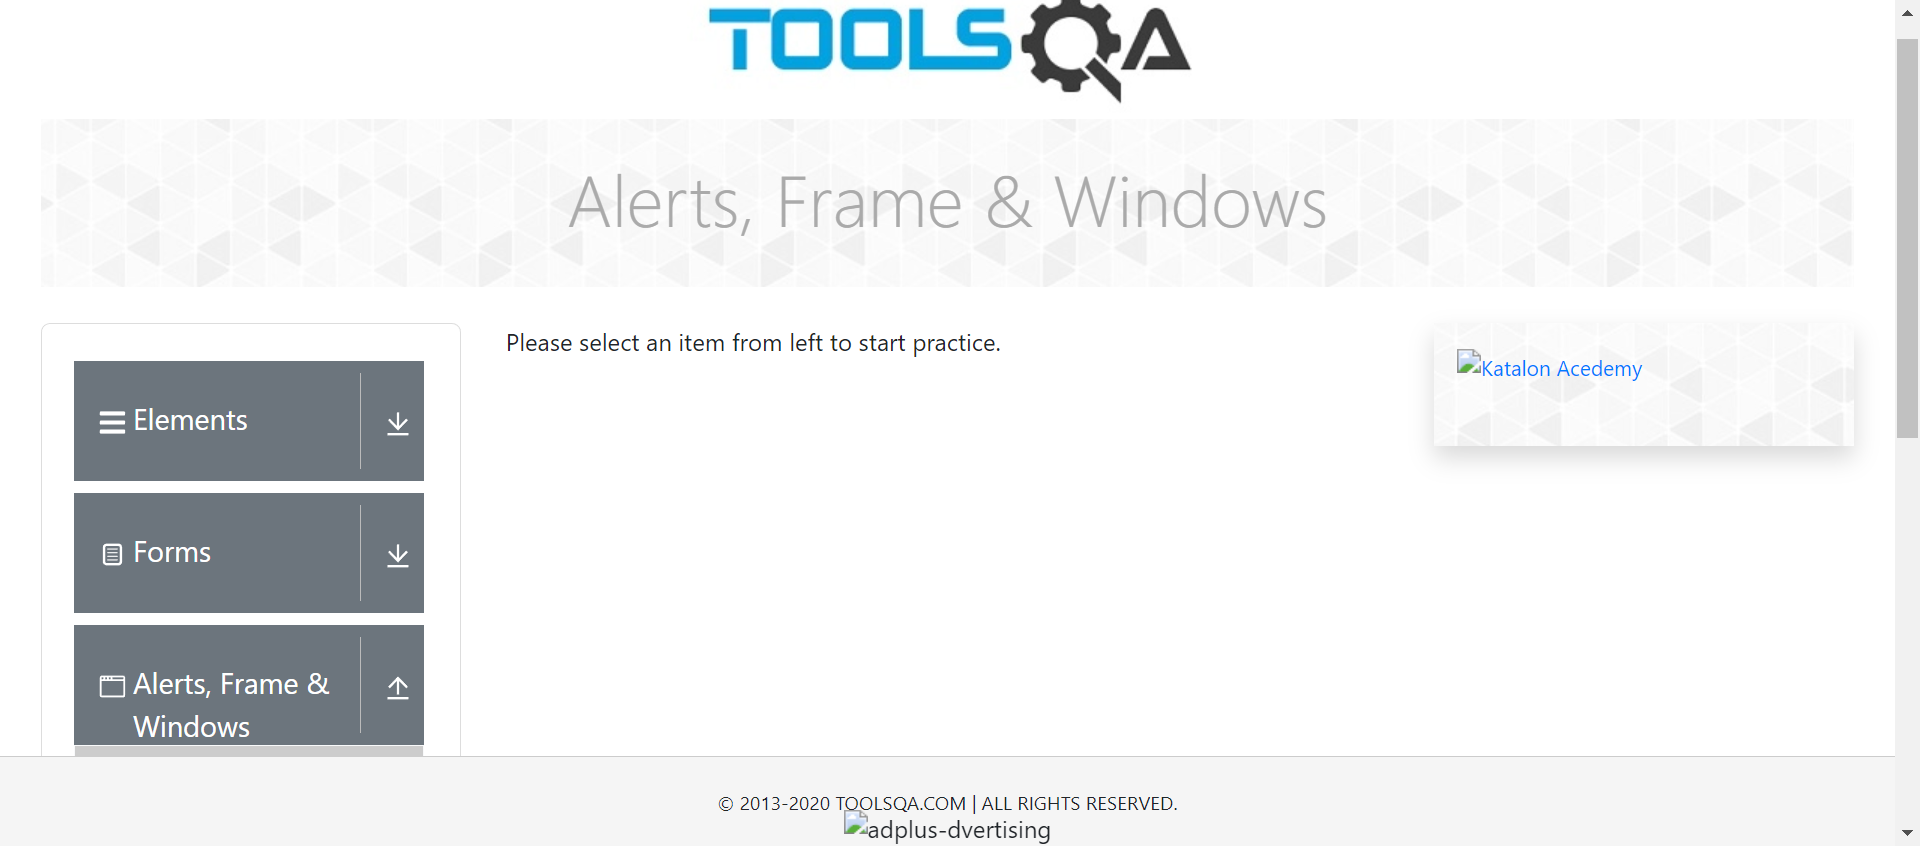 TOOLSQA
Alerts, Frame & Windows
Please select an item from left to start practice.
Katalon Acedemy
Elements
Forms
Alerts, Frame &
Windows
© 2013-2020 TOOLSQA.COM | ALL RIGHTS RESERVED.
adplus-dvertising